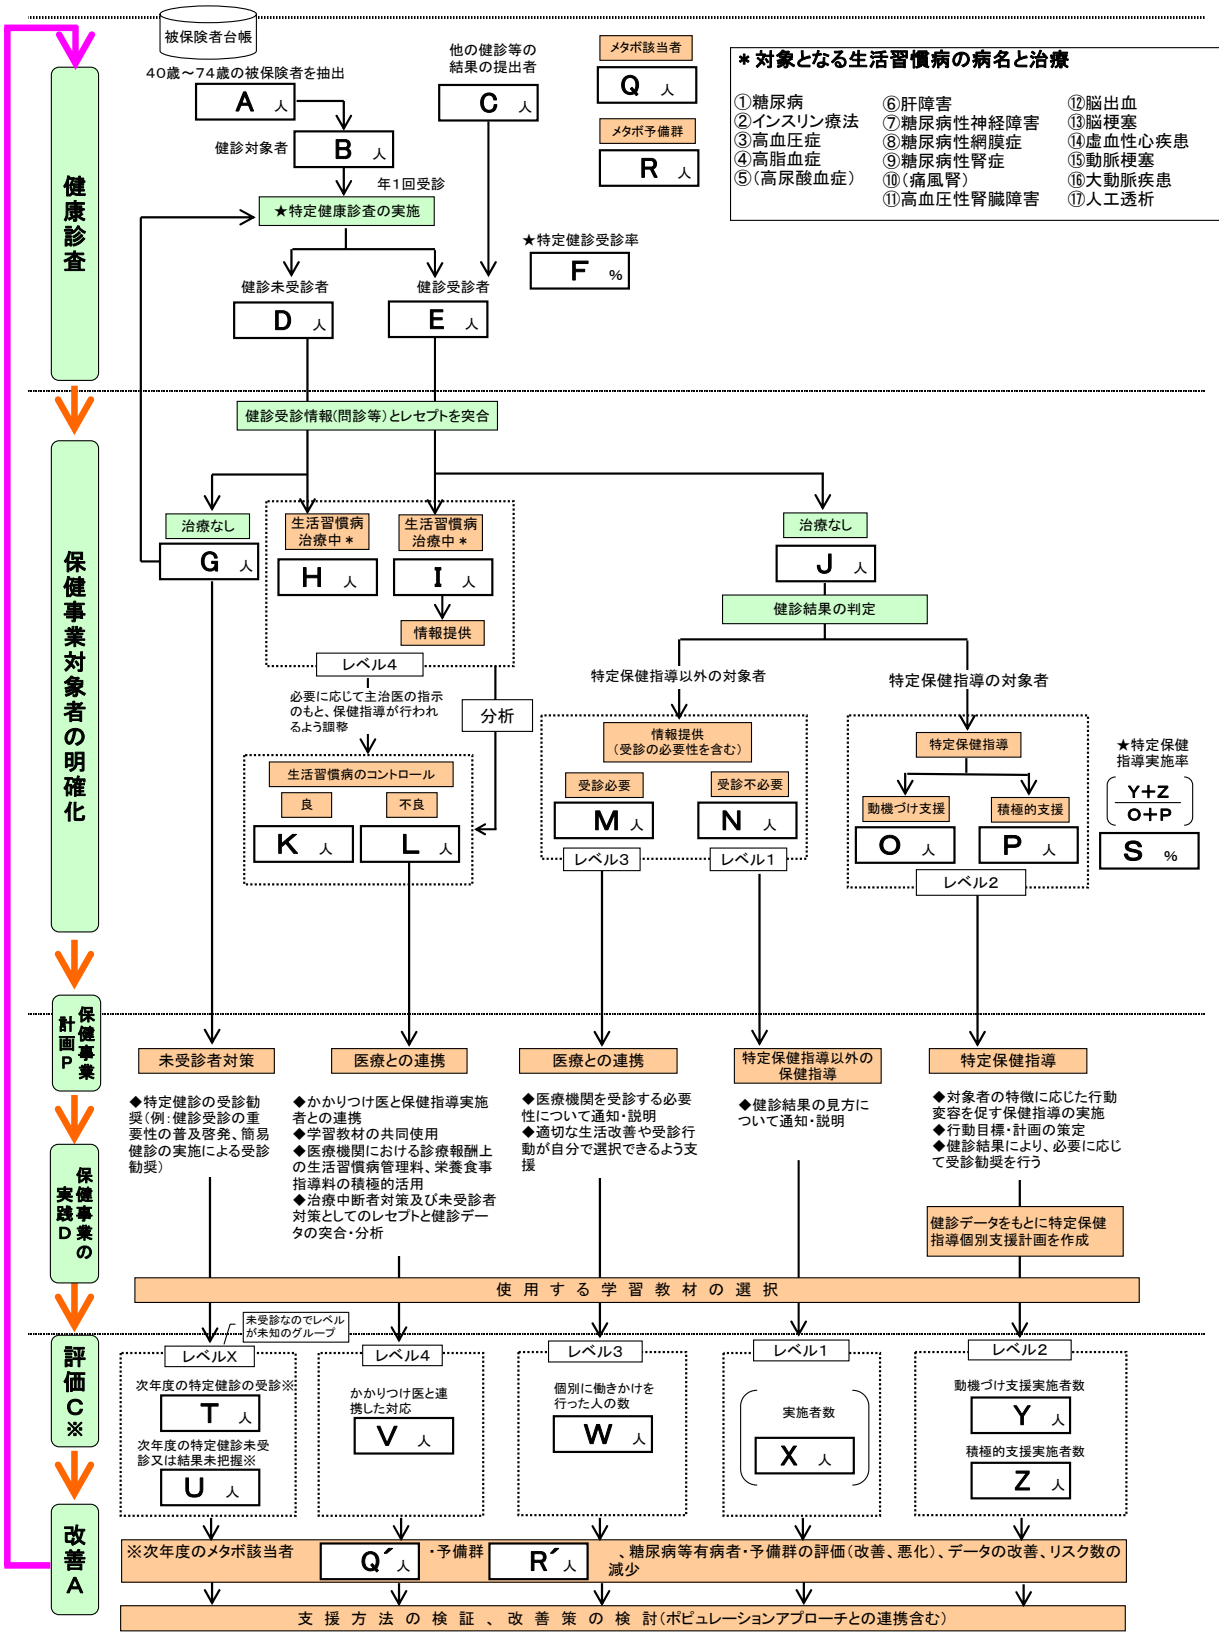 被保険者台帳
40歳～74歳の被保険者を抽出
A 人
健診対象者
B 人
年1回受診
他の健診等の
結果の提出者
C 人
メタボ該当者
Q 人
メタボ予備群
R 人
＊対象となる生活習慣病の病名と治療
①糖尿病
②インスリン療法
③高血圧症
④高脂血症
⑤(高尿酸血症)
⑥肝障害
⑦糖尿病性神経障害
⑧糖尿病性網膜症
⑨糖尿病性腎症
⑩(痛風腎)
⑪高血圧性腎臓障害
⑫脳出血
⑬脳梗塞
⑭虚血性心疾患
⑮動脈梗塞
⑯大動脈疾患
⑰人工透析
健康診査
★特定健康診査の実施
★特定健診受診率
F %
健診未受診者
D 人
健診受診者
E 人
健診受診情報(問診等)とレセプトを突合
保健事業対象者の明確化
治療なし
G 人
生活習慣病
治療中＊
H 人
生活習慣病
治療中＊
I 人
情報提供
レベル4
治療なし
J 人
健診結果の判定
必要に応じて主治医の指示
のもと、保健指導が行われ
るよう調整
分析
特定保健指導以外の対象者
特定保健指導の対象者
情報提供
(受診の必要性を含む)
受診必要
M 人
受診不必要
N 人
レベル3
レベル1
特定保健指導
動機づけ支援
O 人
積極的支援
P 人
レベル2
★特定保健
指導実施率
Y+Z
O+P
S %
生活習慣病のコントロール
良
K 人
不良
L 人
保健事業
計画P
未受診者対策
◆特定健診の受診勧
奨(例:健診受診の重
要性の普及啓発、簡易
健診の実施による受診
勧奨)
医療との連携
◆かかりつけ医と保健指導実施
者との連携
◆学習教材の共同使用
◆医療機関における診療報酬上
の生活習慣病管理料、栄養食事
指導料の積極的活用
◆治療中断者対策及び未受診者
対策としてのレセプトと健診デー
タの突合・分析
医療との連携
◆医療機関を受診する必要
性について通知・説明
◆適切な生活改善や受診行
動が自分で選択できるよう支
援
特定保健指導以外の
保健指導
◆健診結果の見方に
ついて通知・説明
特定保健指導
◆対象者の特徴に応じた行動
変容を促す保健指導の実施
◆行動目標・計画の策定
◆健診結果により、必要に応じ
て受診勧奨を行う
健診データをもとに特定保健
指導個別支援計画を作成
保健事業の
実践D
使用する学習教材の選択
未受診なのでレベル
が未知のグループ
評価C※
レベルX
次年度の特定健診の受診※
T 人
次年度の特定健診未受
診又は結果未把握※
U 人
レベル4
かかりつけ医と連
携した対応
V 人
レベル3
個別に働きかけを
行った人の数
W 人
レベル1
実施者数
X 人
レベル2
動機づけ支援実施者数
Y 人
積極的支援実施者数
Z 人
改善A
※次年度のメタボ該当者 Q´人 ・予備群 R´人 、糖尿病等有病者・予備群の評価(改善、悪化)、データの改善、リスク数の
減少
支援方法の検証、改善策の検討(ポピュレーションアプローチとの連携含む)